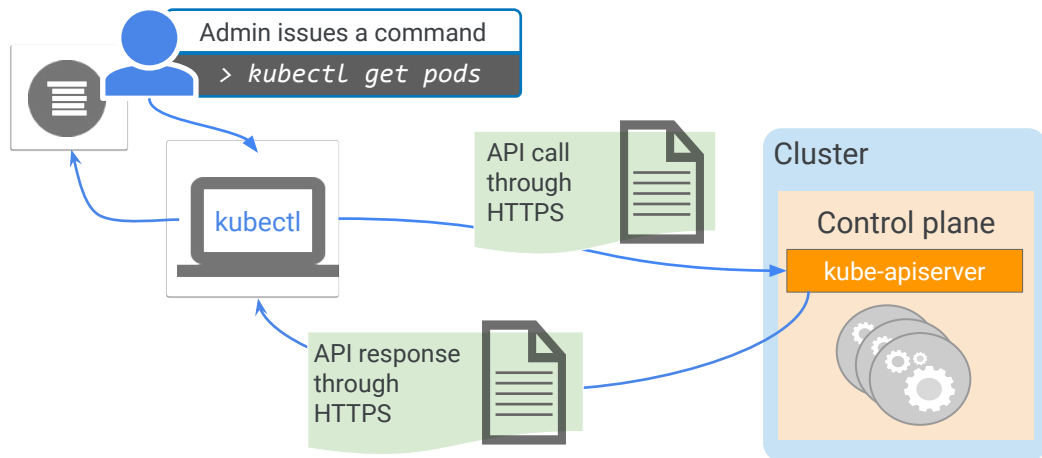 Admin issues a command
> kubectl get pods
kubectl
API call
through
HTTPS
Cluster
Control plane
kube-apiserver
API response
through
HTTPS